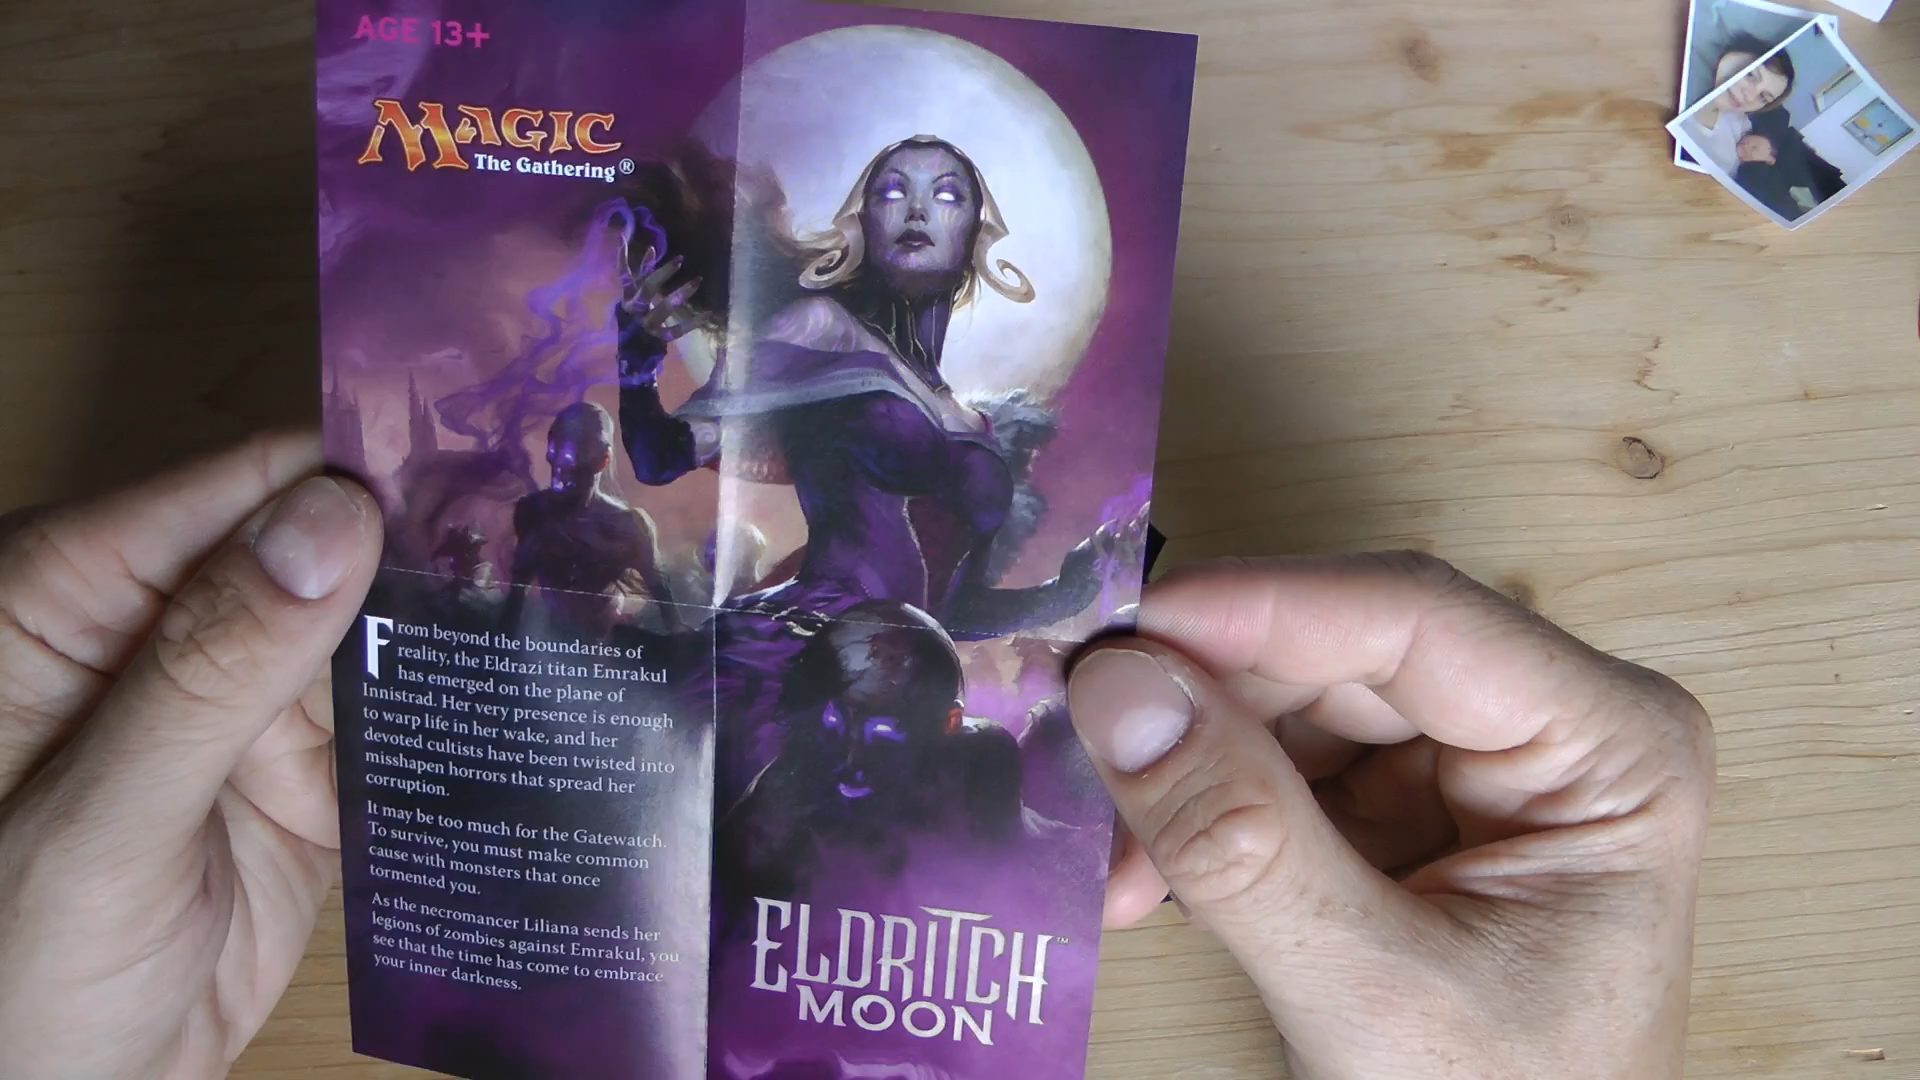 AGE 13+
MAGIC
The Gathering®
From beyond the boundaries of
reality, the Eldrazi titan Emrakul
has emerged on the plane of
Innistrad. Her very presence is enough
to warp life in her wake, and her
devoted cultists have been twisted into
misshapen horrors that spread her
corruption.
It may be too much for the Gatewatch.
To survive, you must make common
cause with monsters that once
tormented you.
As the necromancer Liliana sends her
legions of zombies against Emrakul, you
see that the time has come to embrace
your inner darkness.
ELDRITCH™
MOON